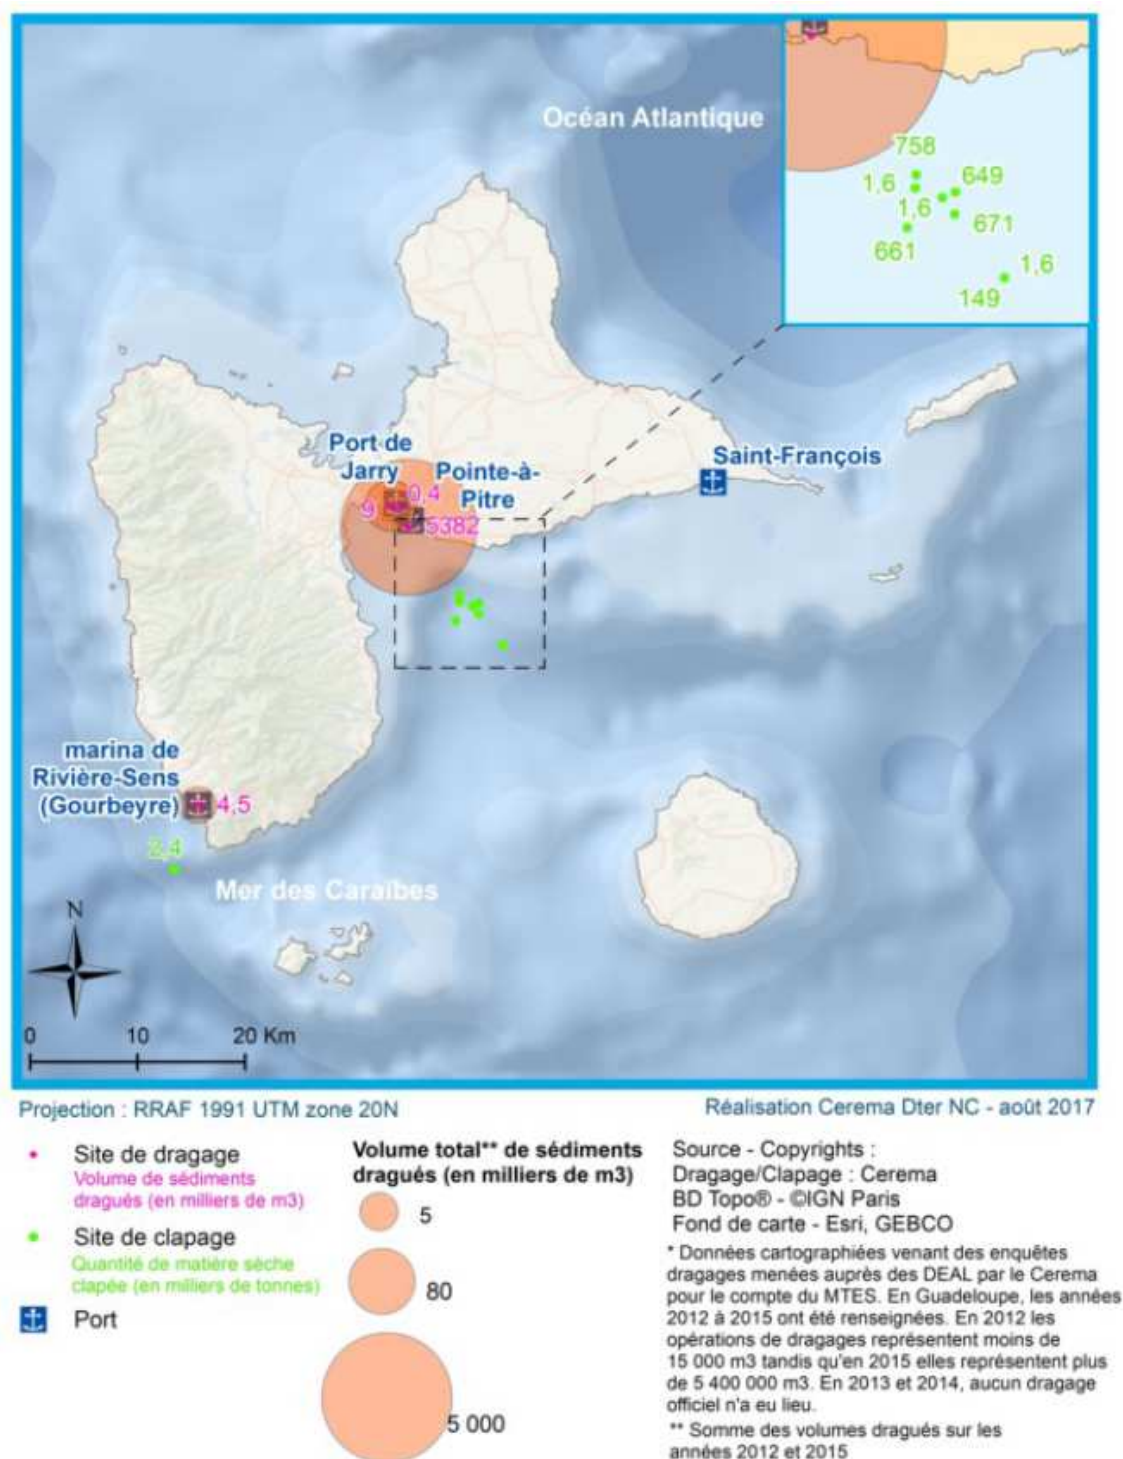 Océan Atlantique
758
1,6
649
1,6
671
661
1,6
149
Port de
Jarry
Pointe-à-
Pitre
Saint-François
0,4
9
5382
marina de
Rivière-Sens
(Gourbeyre)
4,5
2,4
Mer des Caraïbes
N
0 10 20 Km
Projection : RRAF 1991 UTM zone 20N
Réalisation Cerema Dter NC - août 2017
Site de dragage
Volume de sédiments
dragués (en milliers de m3)
Site de clapage
Quantité de matière sèche
clapée (en milliers de tonnes)
Port
Volume total** de sédiments
dragués (en milliers de m3)
5
80
5 000
Source - Copyrights :
Dragage/Clapage : Cerema
BD Topo® - ©IGN Paris
Fond de carte - Esri, GEBCO
* Données cartographiées venant des enquêtes
dragages menées auprès des DEAL par le Cerema
pour le compte du MTES. En Guadeloupe, les années
2012 à 2015 ont été renseignées. En 2012 les
opérations de dragages représentent moins de
15 000 m3 tandis qu'en 2015 elles représentent plus
de 5 400 000 m3. En 2013 et 2014, aucun dragage
officiel n'a eu lieu.
** Somme des volumes dragués sur les
années 2012 et 2015